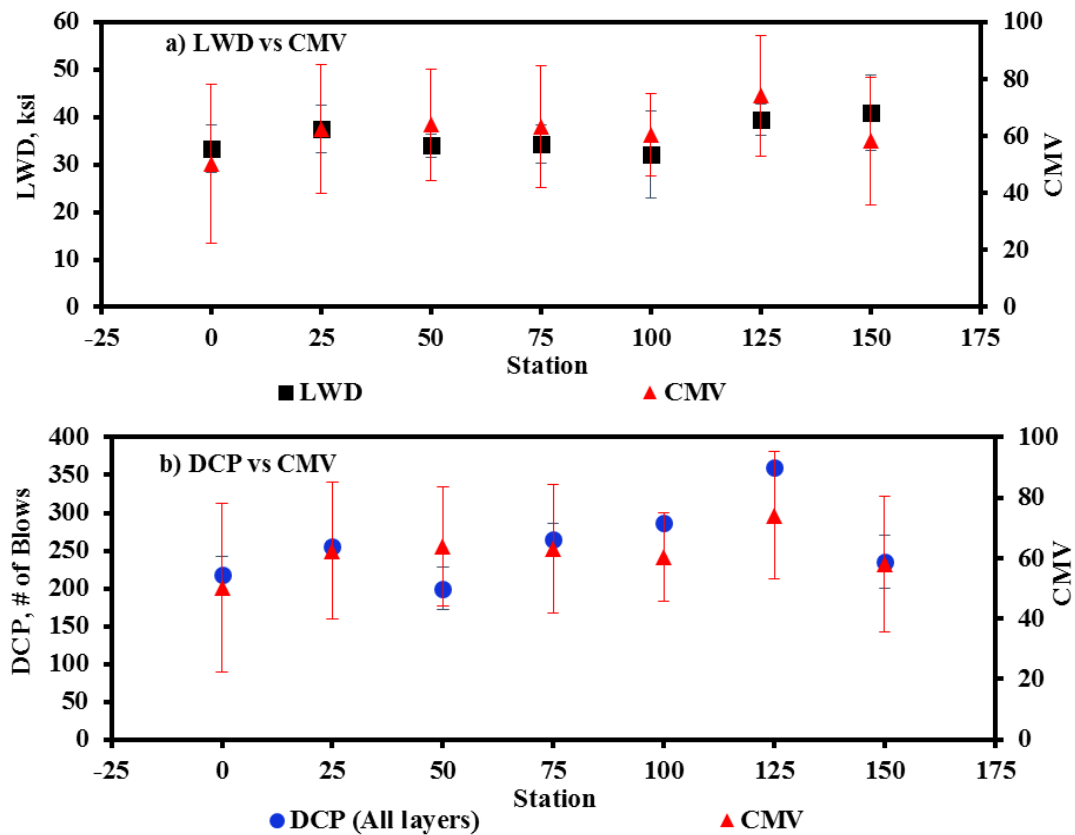 a) LWD vs CMV
LWD, ksi
60
50
40
30
20
10
0
100
80
60
40
20
0
CMV
-25 0 25 50 75 100 125 150 175
Station
LWD CMV
b) DCP vs CMV
DCP, # of Blows
400
350
300
250
200
150
100
50
0
100
80
60
40
20
0
CMV
-25 0 25 50 75 100 125 150 175
Station
DCP (All layers) CMV